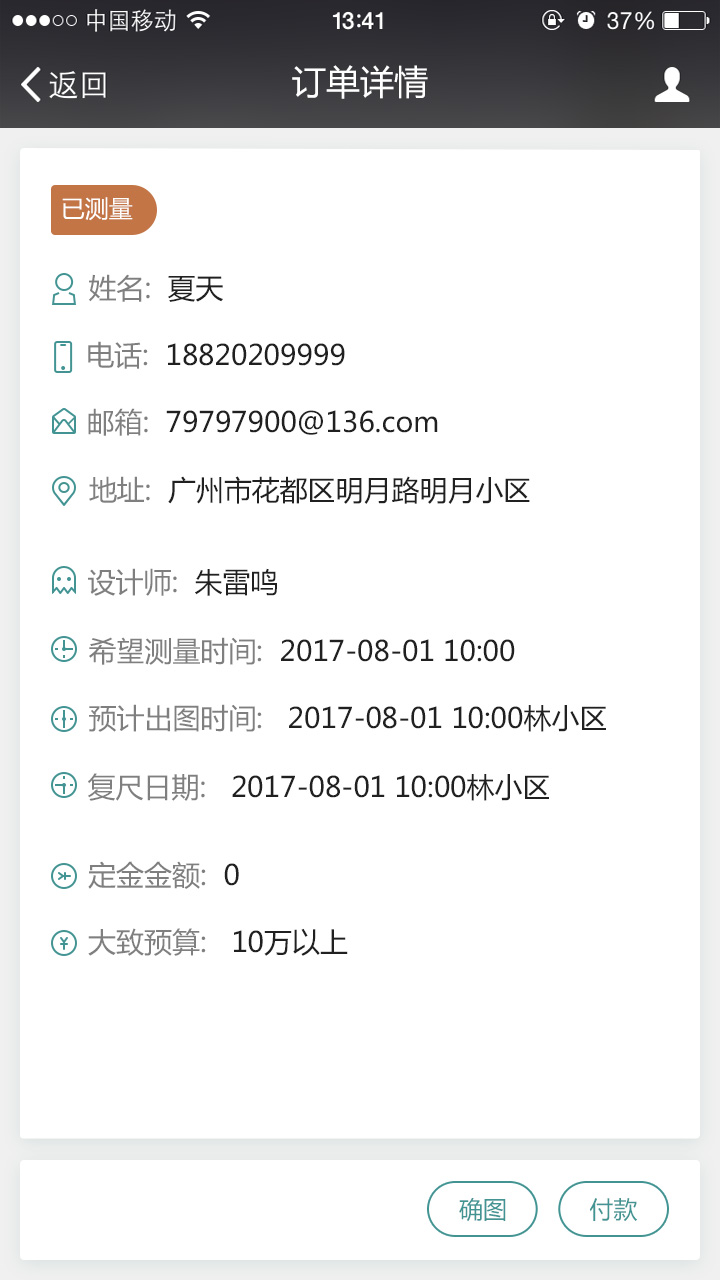 中国移动 13:41 37%
返回 订单详情
已测量
姓名: 夏天
电话: 18820209999
邮箱: 79797900@136.com
地址: 广州市花都区明月路明月小区
设计师: 朱雷鸣
希望测量时间: 2017-08-01 10:00
预计出图时间: 2017-08-01 10:00林小区
复尺日期: 2017-08-01 10:00林小区
定金金额: 0
大致预算: 10万以上
确图 付款